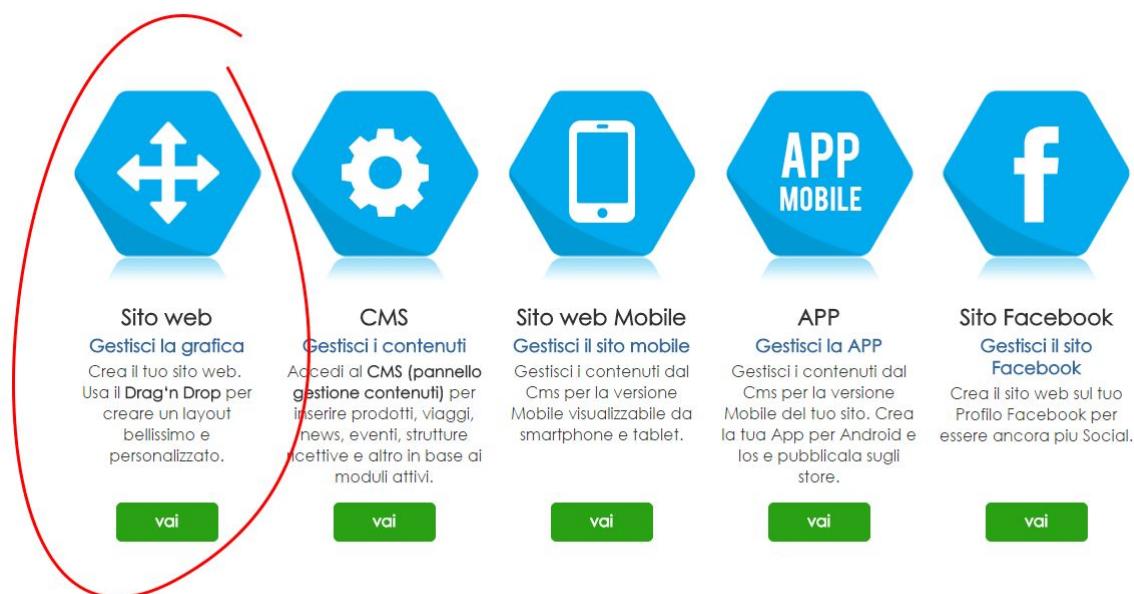 APP
MOBILE
f
Sito web
Gestisci la grafica
Crea il tuo sito web.
Usa il Drag'n Drop per
creare un layout
bellissimo e
personalizzato.
vai
CMS
Gestisci i contenuti
Accedi al CMS (pannello
gestione contenuti) per
inserire prodotti, viaggi,
news, eventi, strutture
ricettive e altro in base ai
moduli attivi.
vai
Sito web Mobile
Gestisci il sito mobile
Gestisci i contenuti dal
Cms per la versione
Mobile visualizzabile da
smartphone e tablet.
vai
APP
Gestisci la APP
Gestisci i contenuti dal
Cms per la versione
Mobile del tuo sito. Crea
la tua App per Android e
Ios e pubblicala sugli
store.
vai
Sito Facebook
Gestisci il sito
Facebook
Crea il sito web sul tuo
Profilo Facebook per
essere ancora piu Social.
vai